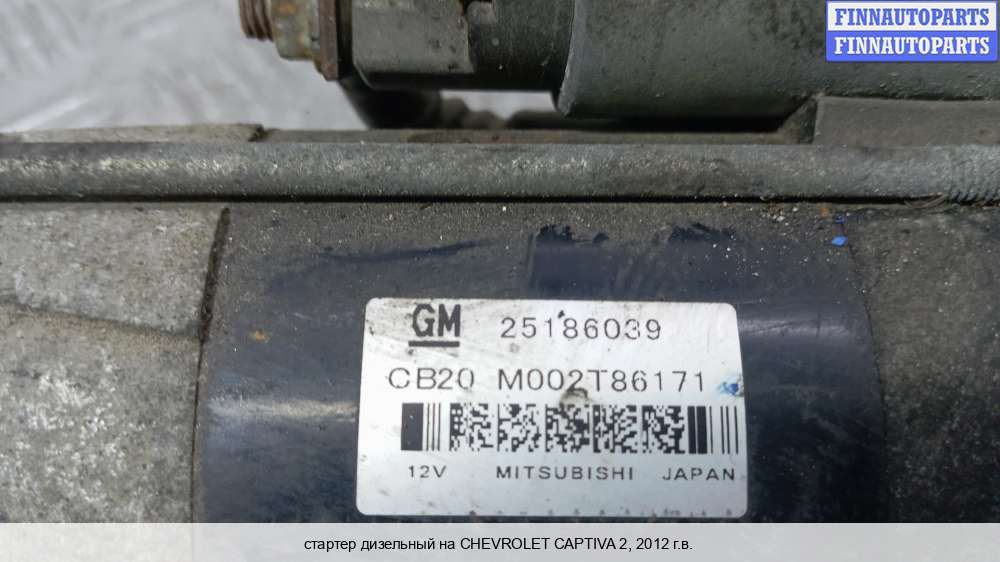 FINNAUTOPARTS
FINNAUTOPARTS
GM 25186039
CB20 M002T86171
12V MITSUBISHI JAPAN
стартер дизельный на CHEVROLET CAPTIVA 2, 2012 г.в.